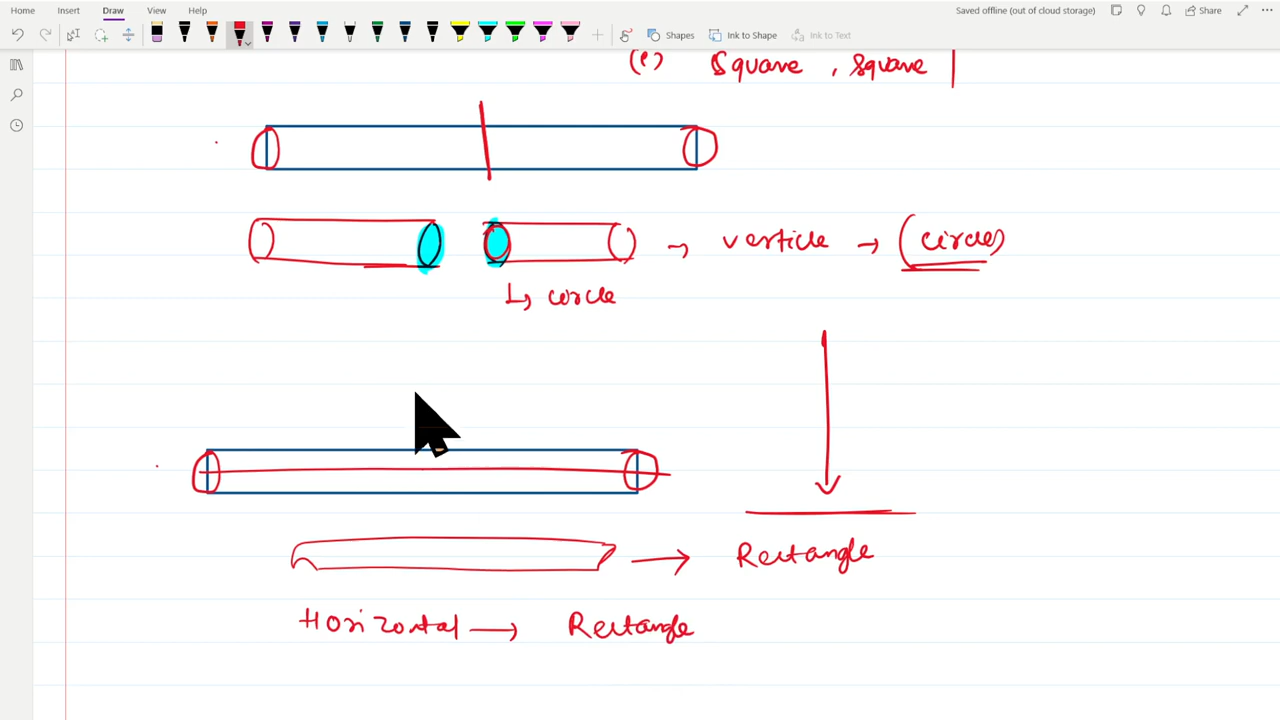 Home Insert Draw View Help Saved offline (out of cloud storage) Share
Shapes Ink to Shape Ink to Text
(e) Square , Square
→ verticle → (circle)
↳ circle
→ Rectangle
Horizontal → Rectangle